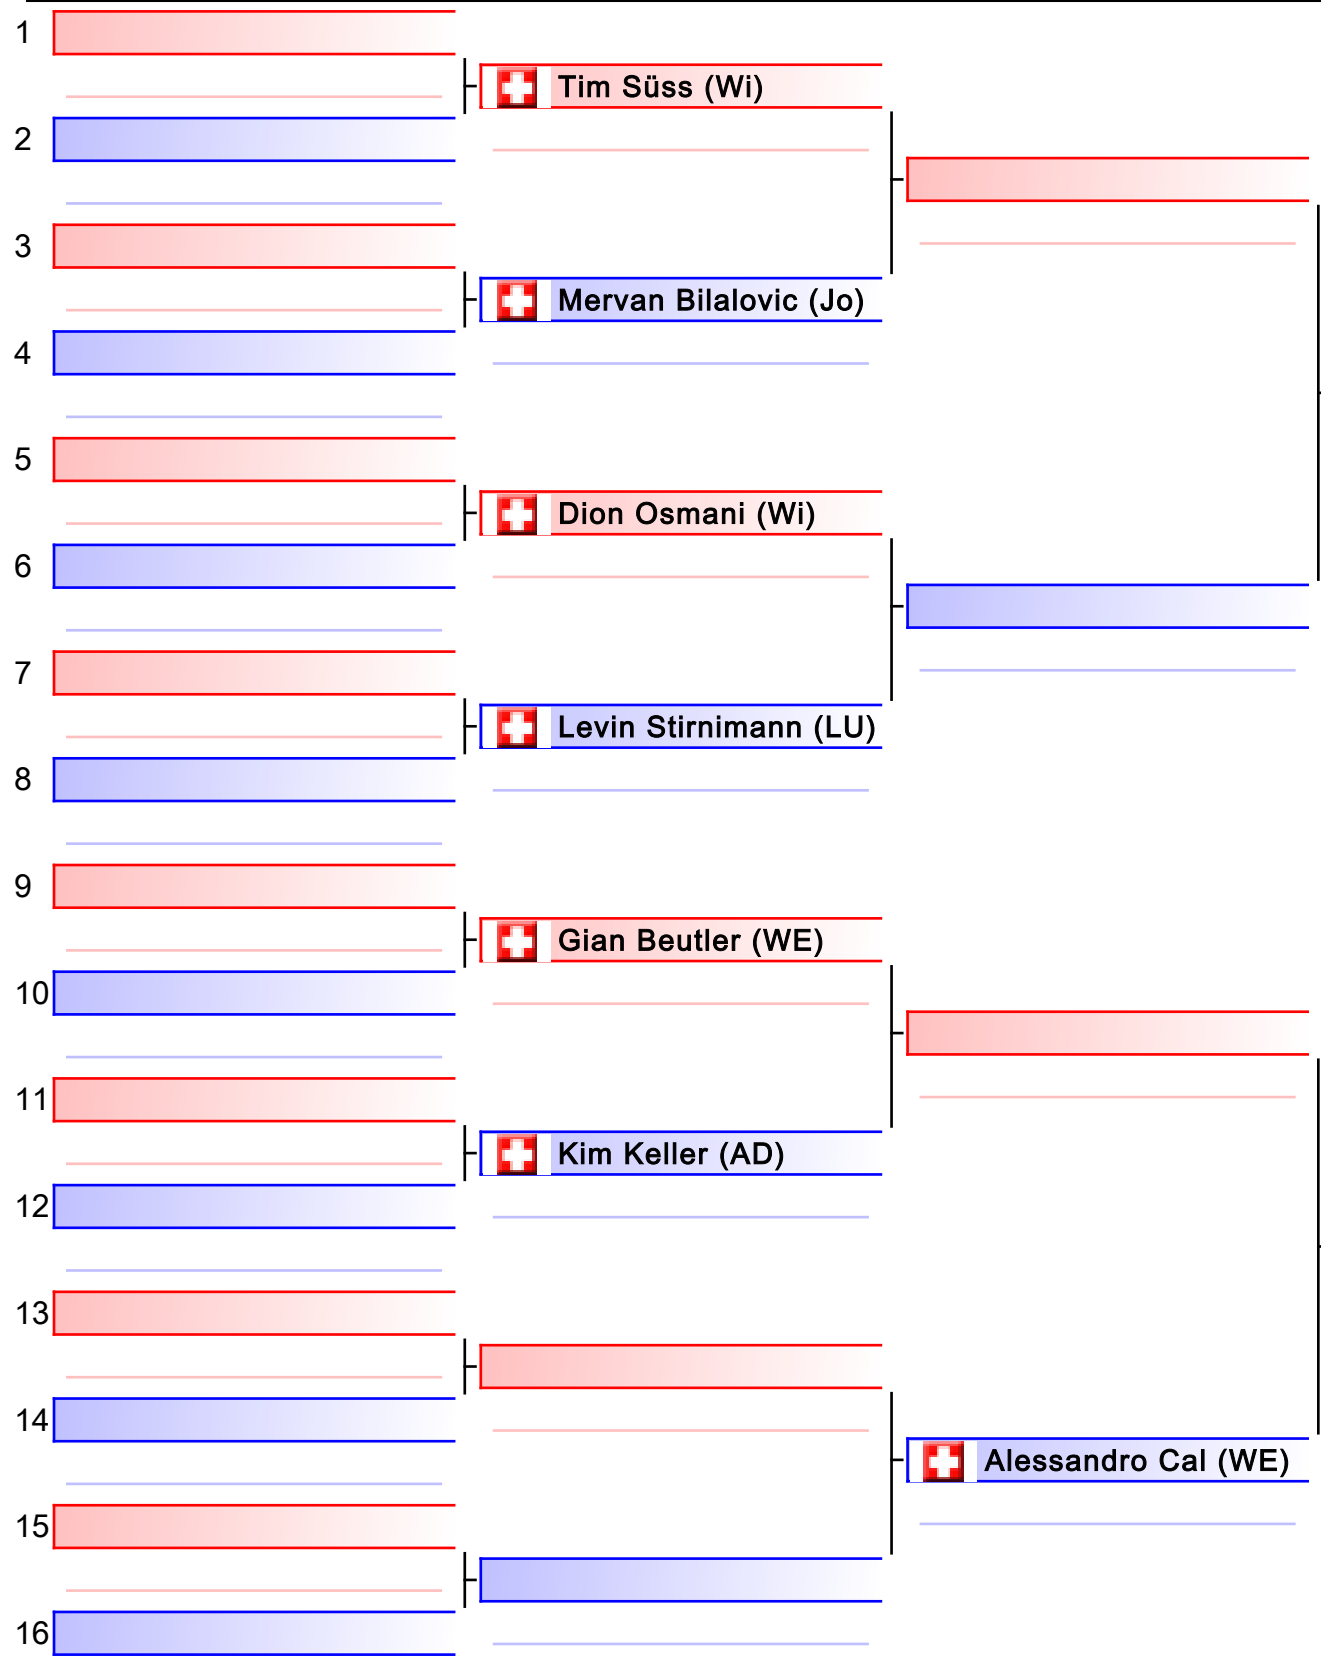 1
Tim Süss (Wi)
2
3
Mervan Bilalovic (Jo)
4
5
Dion Osmani (Wi)
6
7
Levin Stirnimann (LU)
8
9
Gian Beutler (WE)
10
11
Kim Keller (AD)
12
13
14
Alessandro Cal (WE)
15
16